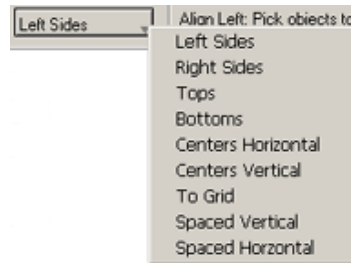 Left Sides
Align Left: Pick objects to
Left Sides
Right Sides
Tops
Bottoms
Centers Horizontal
Centers Vertical
To Grid
Spaced Vertical
Spaced Horzontal